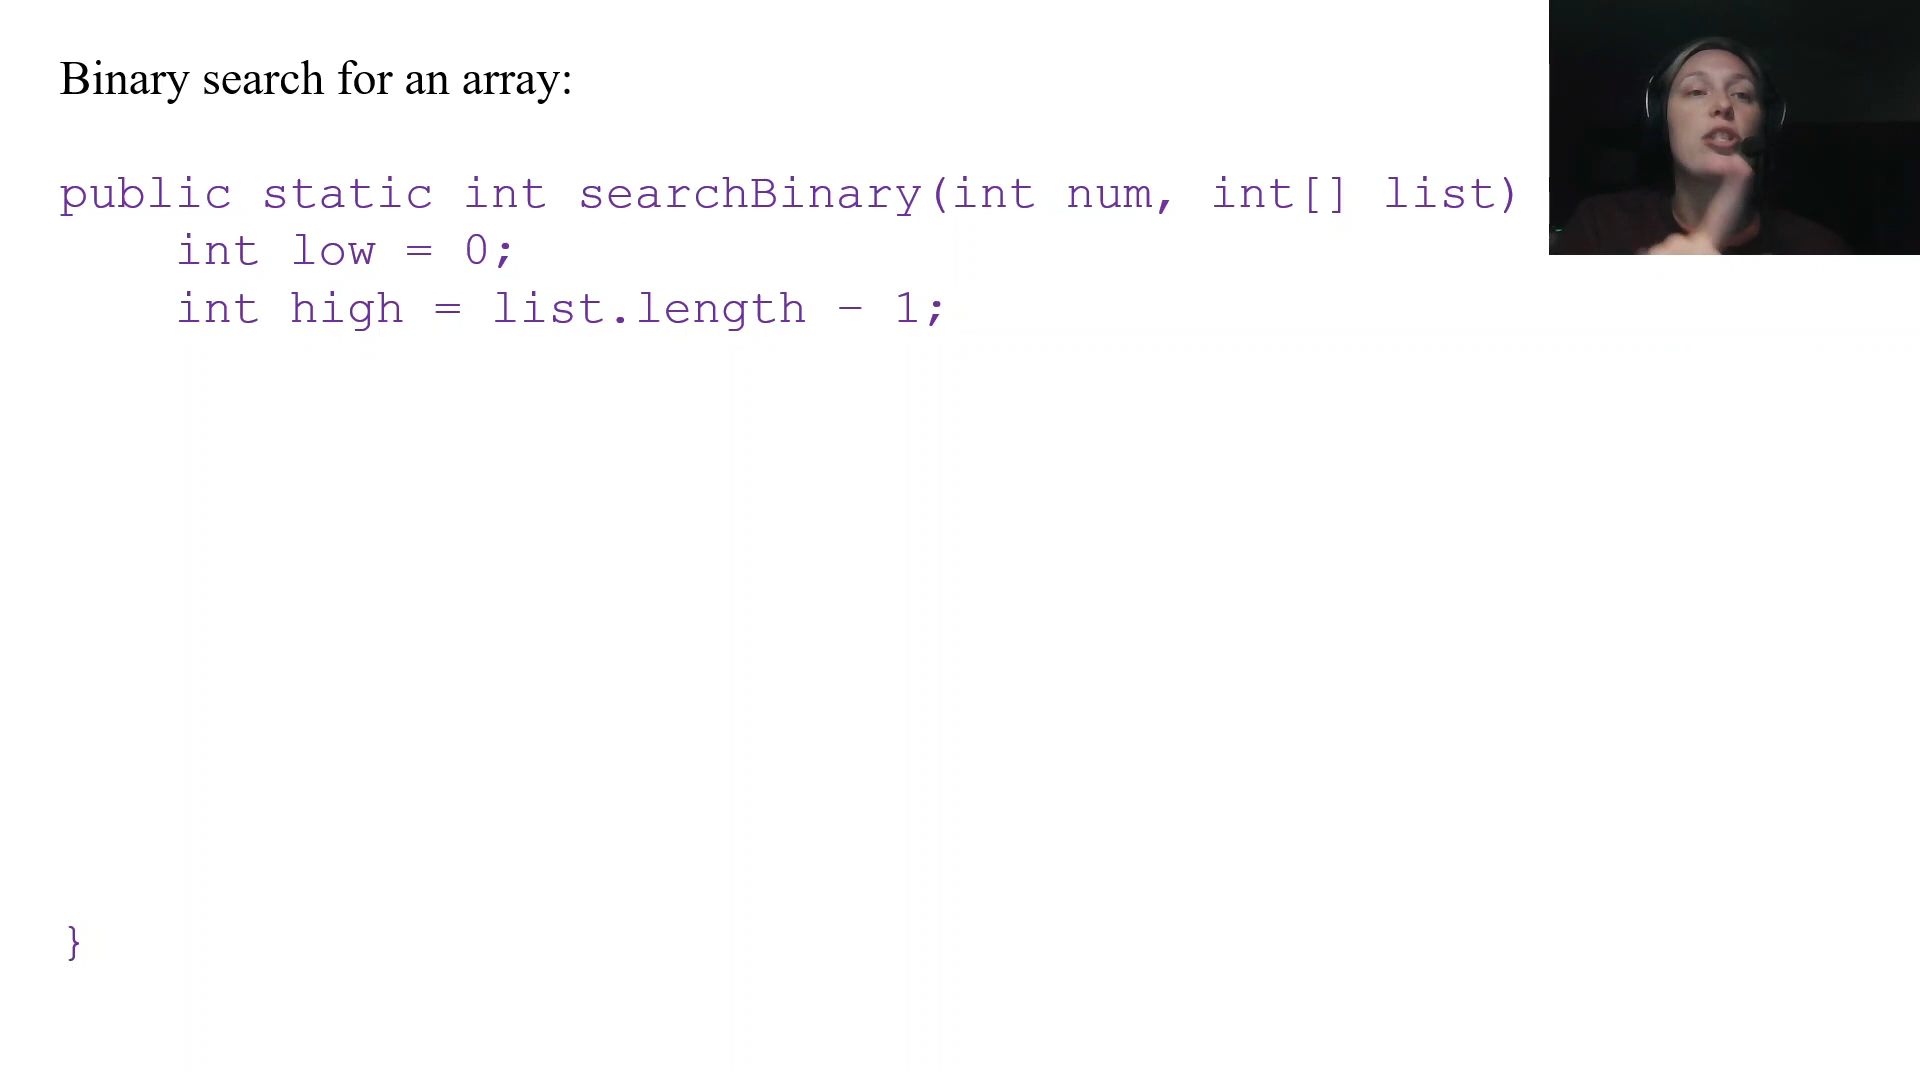 Binary search for an array:
public static int searchBinary(int num, int[] list)
int low = 0;
int high = list.length - 1;
}